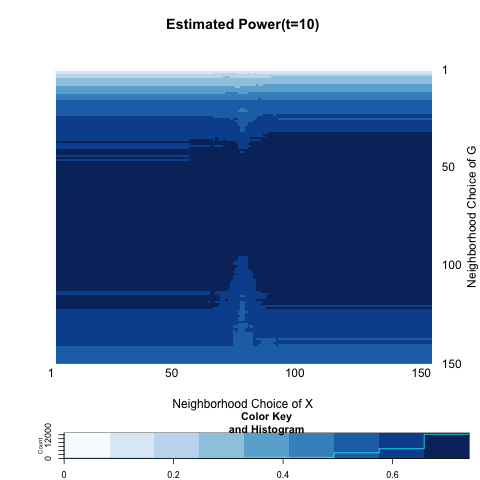 Estimated Power(t=10)
1
50
100
150
Neighborhood Choice of G
1 50 100 150
Neighborhood Choice of X
Color Key
and Histogram
Count
12000
0
0 0.2 0.4 0.6